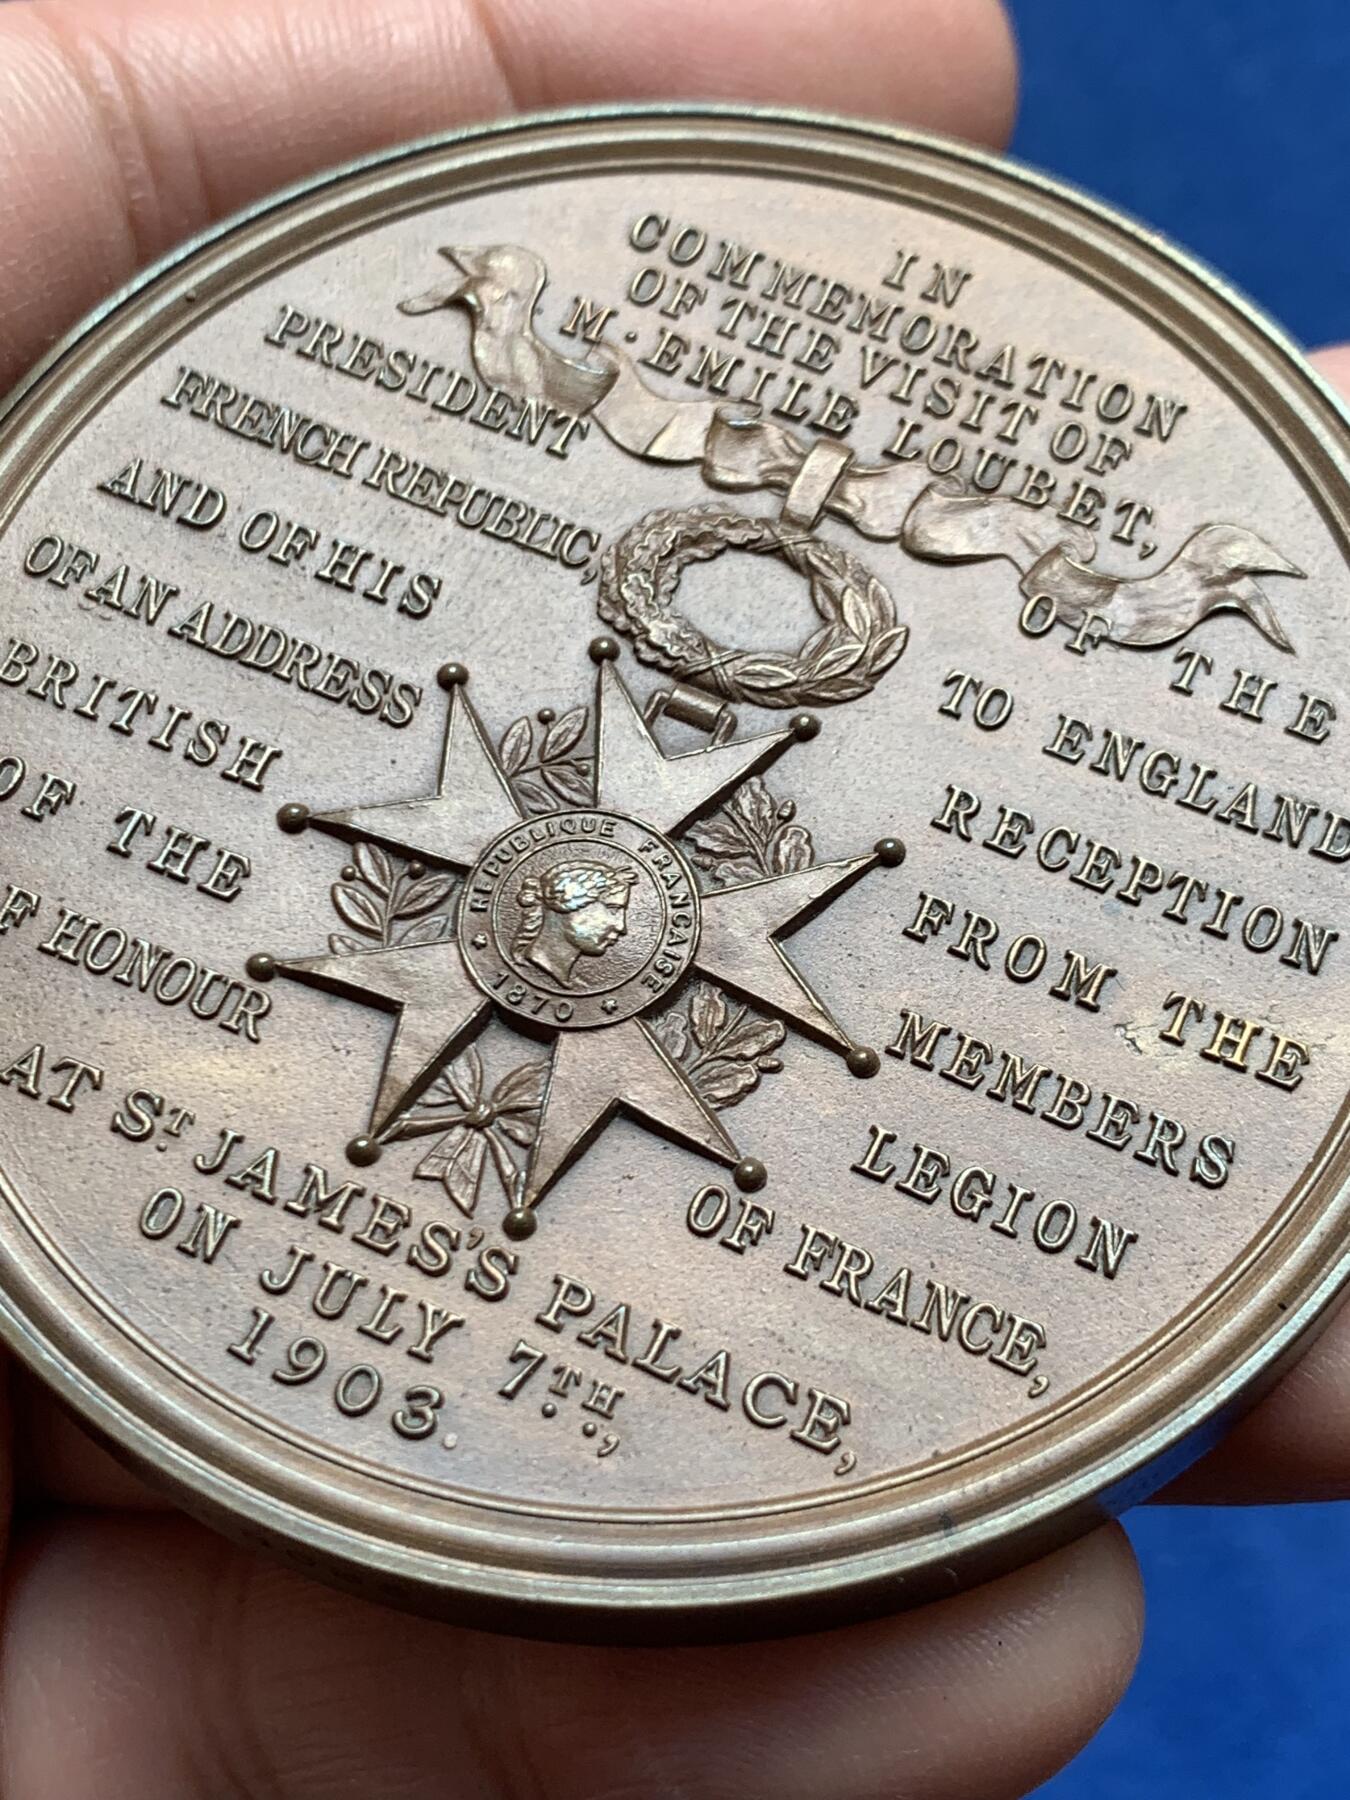 IN
COMMEMORATION
OF THE VISIT OF
M·EMILE LOUBET,
PRESIDENT OF THE
FRENCH REPUBLIC, TO ENGLAND
AND OF HIS RECEPTION
OF AN ADDRESS FROM THE
BRITISH MEMBERS
OF THE LEGION
F HONOUR OF FRANCE,
AT ST JAMES'S PALACE,
ON JULY 7TH,
1903.
REPUBLIQUE FRANCAISE
* 1870 *